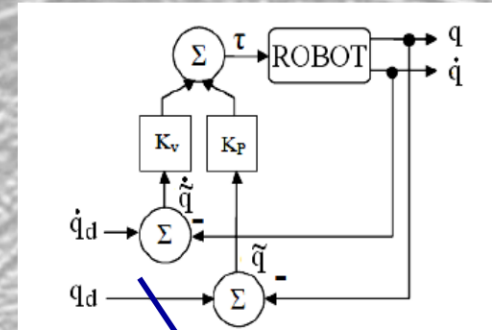 Σ τ ROBOT q
q̇
Kv KP
q̃̇
q̇d Σ -
q̃ -
qd Σ